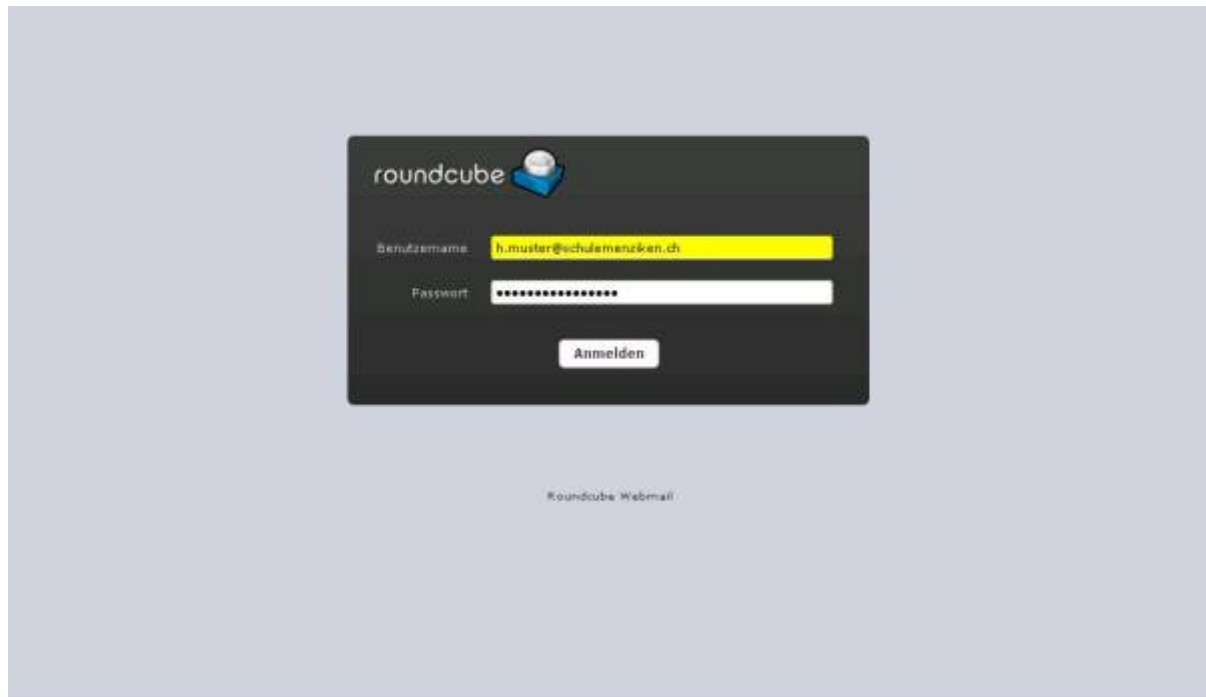 roundcube
Benutzername h.muster@schulemenziken.ch
Passwort ••••••••••••••••
Anmelden
Roundcube Webmail